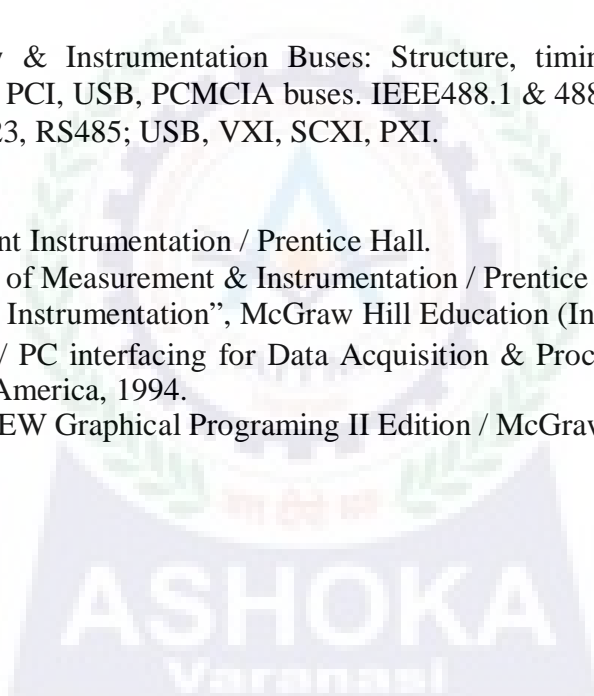 & Instrumentation Buses: Structure, timin
PCI, USB, PCMCIA buses. IEEE488.1 & 488
23, RS485; USB, VXI, SCXI, PXI.
nt Instrumentation / Prentice Hall.
of Measurement & Instrumentation / Prentice
Instrumentation”, McGraw Hill Education (In
/ PC interfacing for Data Acquisition & Proc
America, 1994.
EW Graphical Programing II Edition / McGraw
ASHOKA
Varanasi